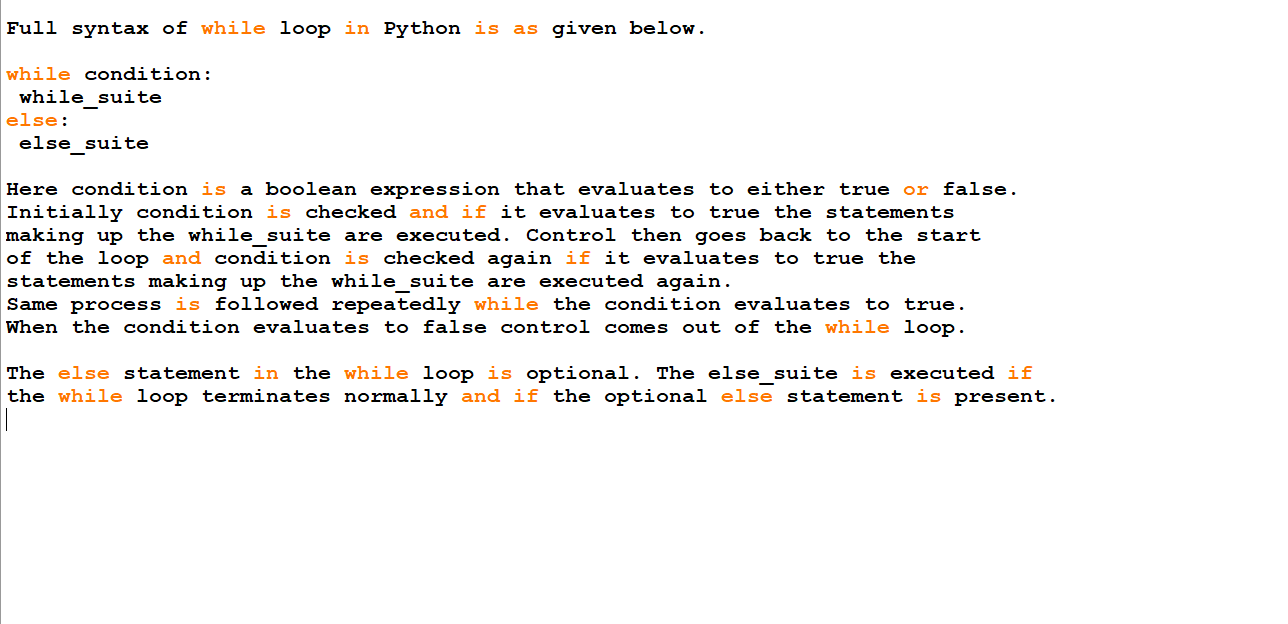 Full syntax of while loop in Python is as given below.
while condition:
 while_suite
else:
 else_suite
Here condition is a boolean expression that evaluates to either true or false.
Initially condition is checked and if it evaluates to true the statements
making up the while_suite are executed. Control then goes back to the start
of the loop and condition is checked again if it evaluates to true the
statements making up the while_suite are executed again.
Same process is followed repeatedly while the condition evaluates to true.
When the condition evaluates to false control comes out of the while loop.
The else statement in the while loop is optional. The else_suite is executed if
the while loop terminates normally and if the optional else statement is present.